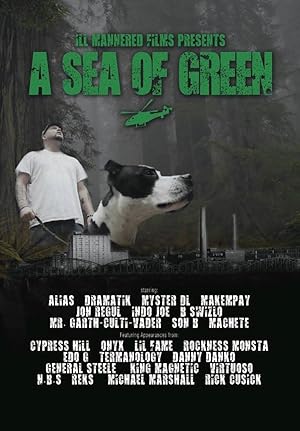 ILL MANNERED FILMS PRESENTS
A SEA OF GREEN
starring:
ALIAS DRAMATIK MYSTER DL MAKEMPAY
JON REGUL INDO JOE B SWIZLO
MR. GARTH-CULTI-VADER SON B MACHETE
Featuring Appearances from:
CYPRESS HILL ONYX LIL FAME ROCKNESS MONSTA
EDO G TERMANOLOGY DANNY DANKO
GENERAL STEELE KING MAGNETIC VIRTUOSO
N.B.S REKS MICHAEL MARSHALL RICK CUSICK